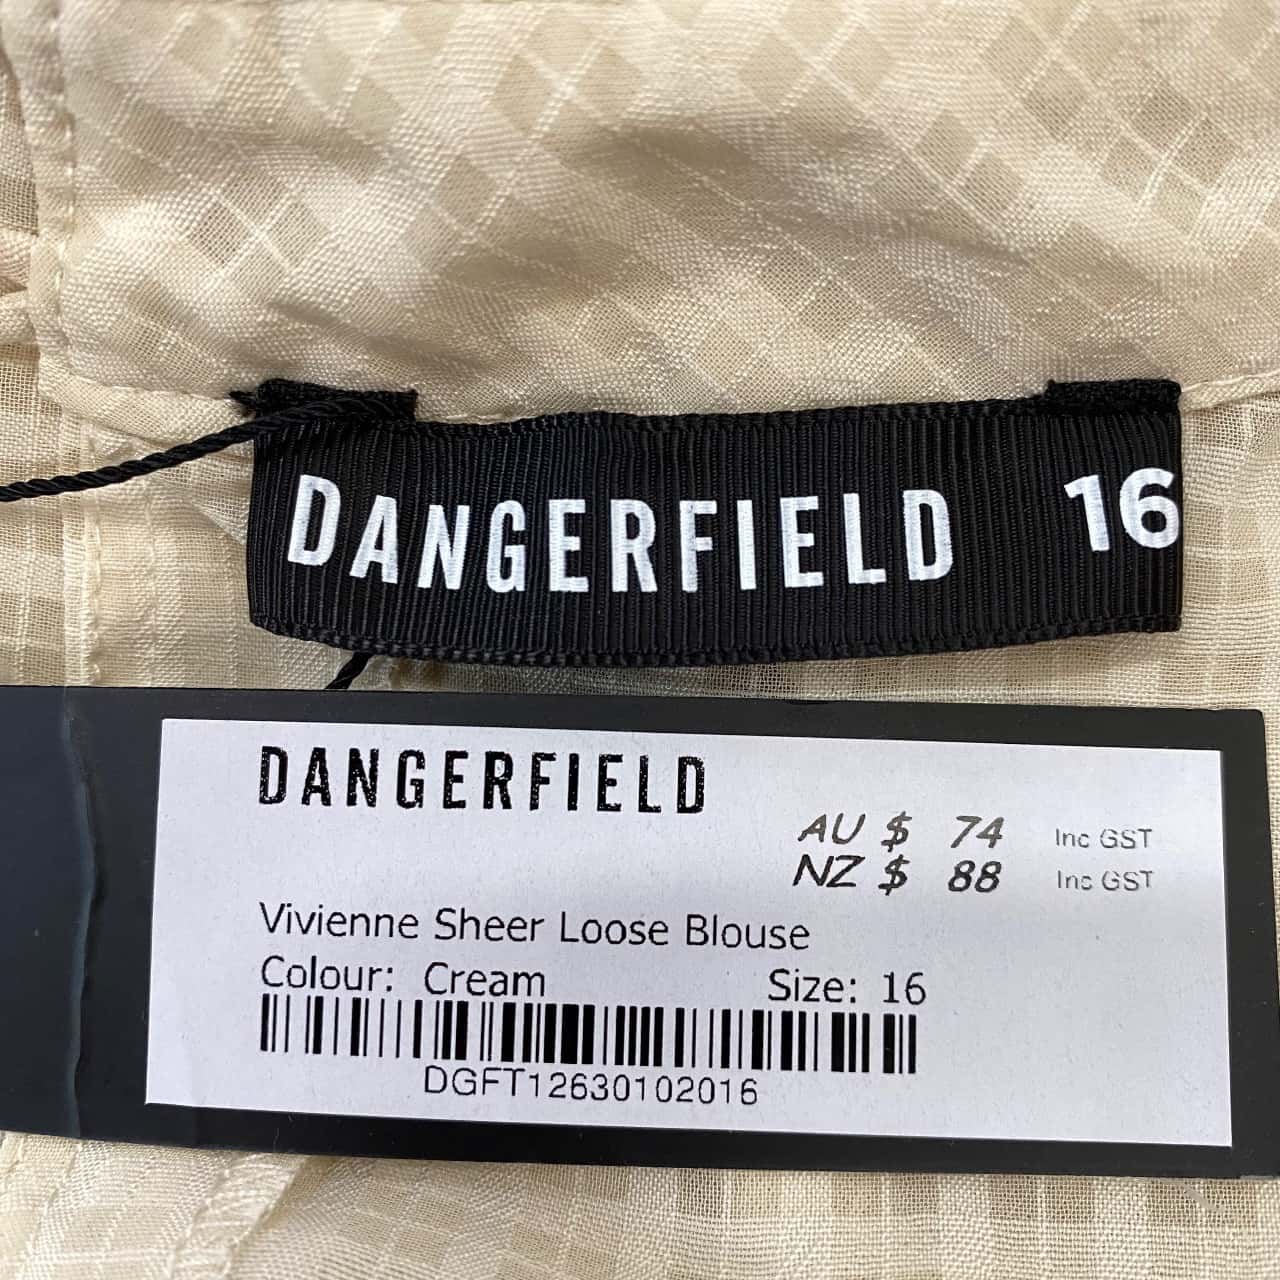 DANGERFIELD 16
DANGERFIELD
AU $ 74 Inc GST
NZ $ 88 Inc GST
Vivienne Sheer Loose Blouse
Colour: Cream Size: 16
DGFT12630102016